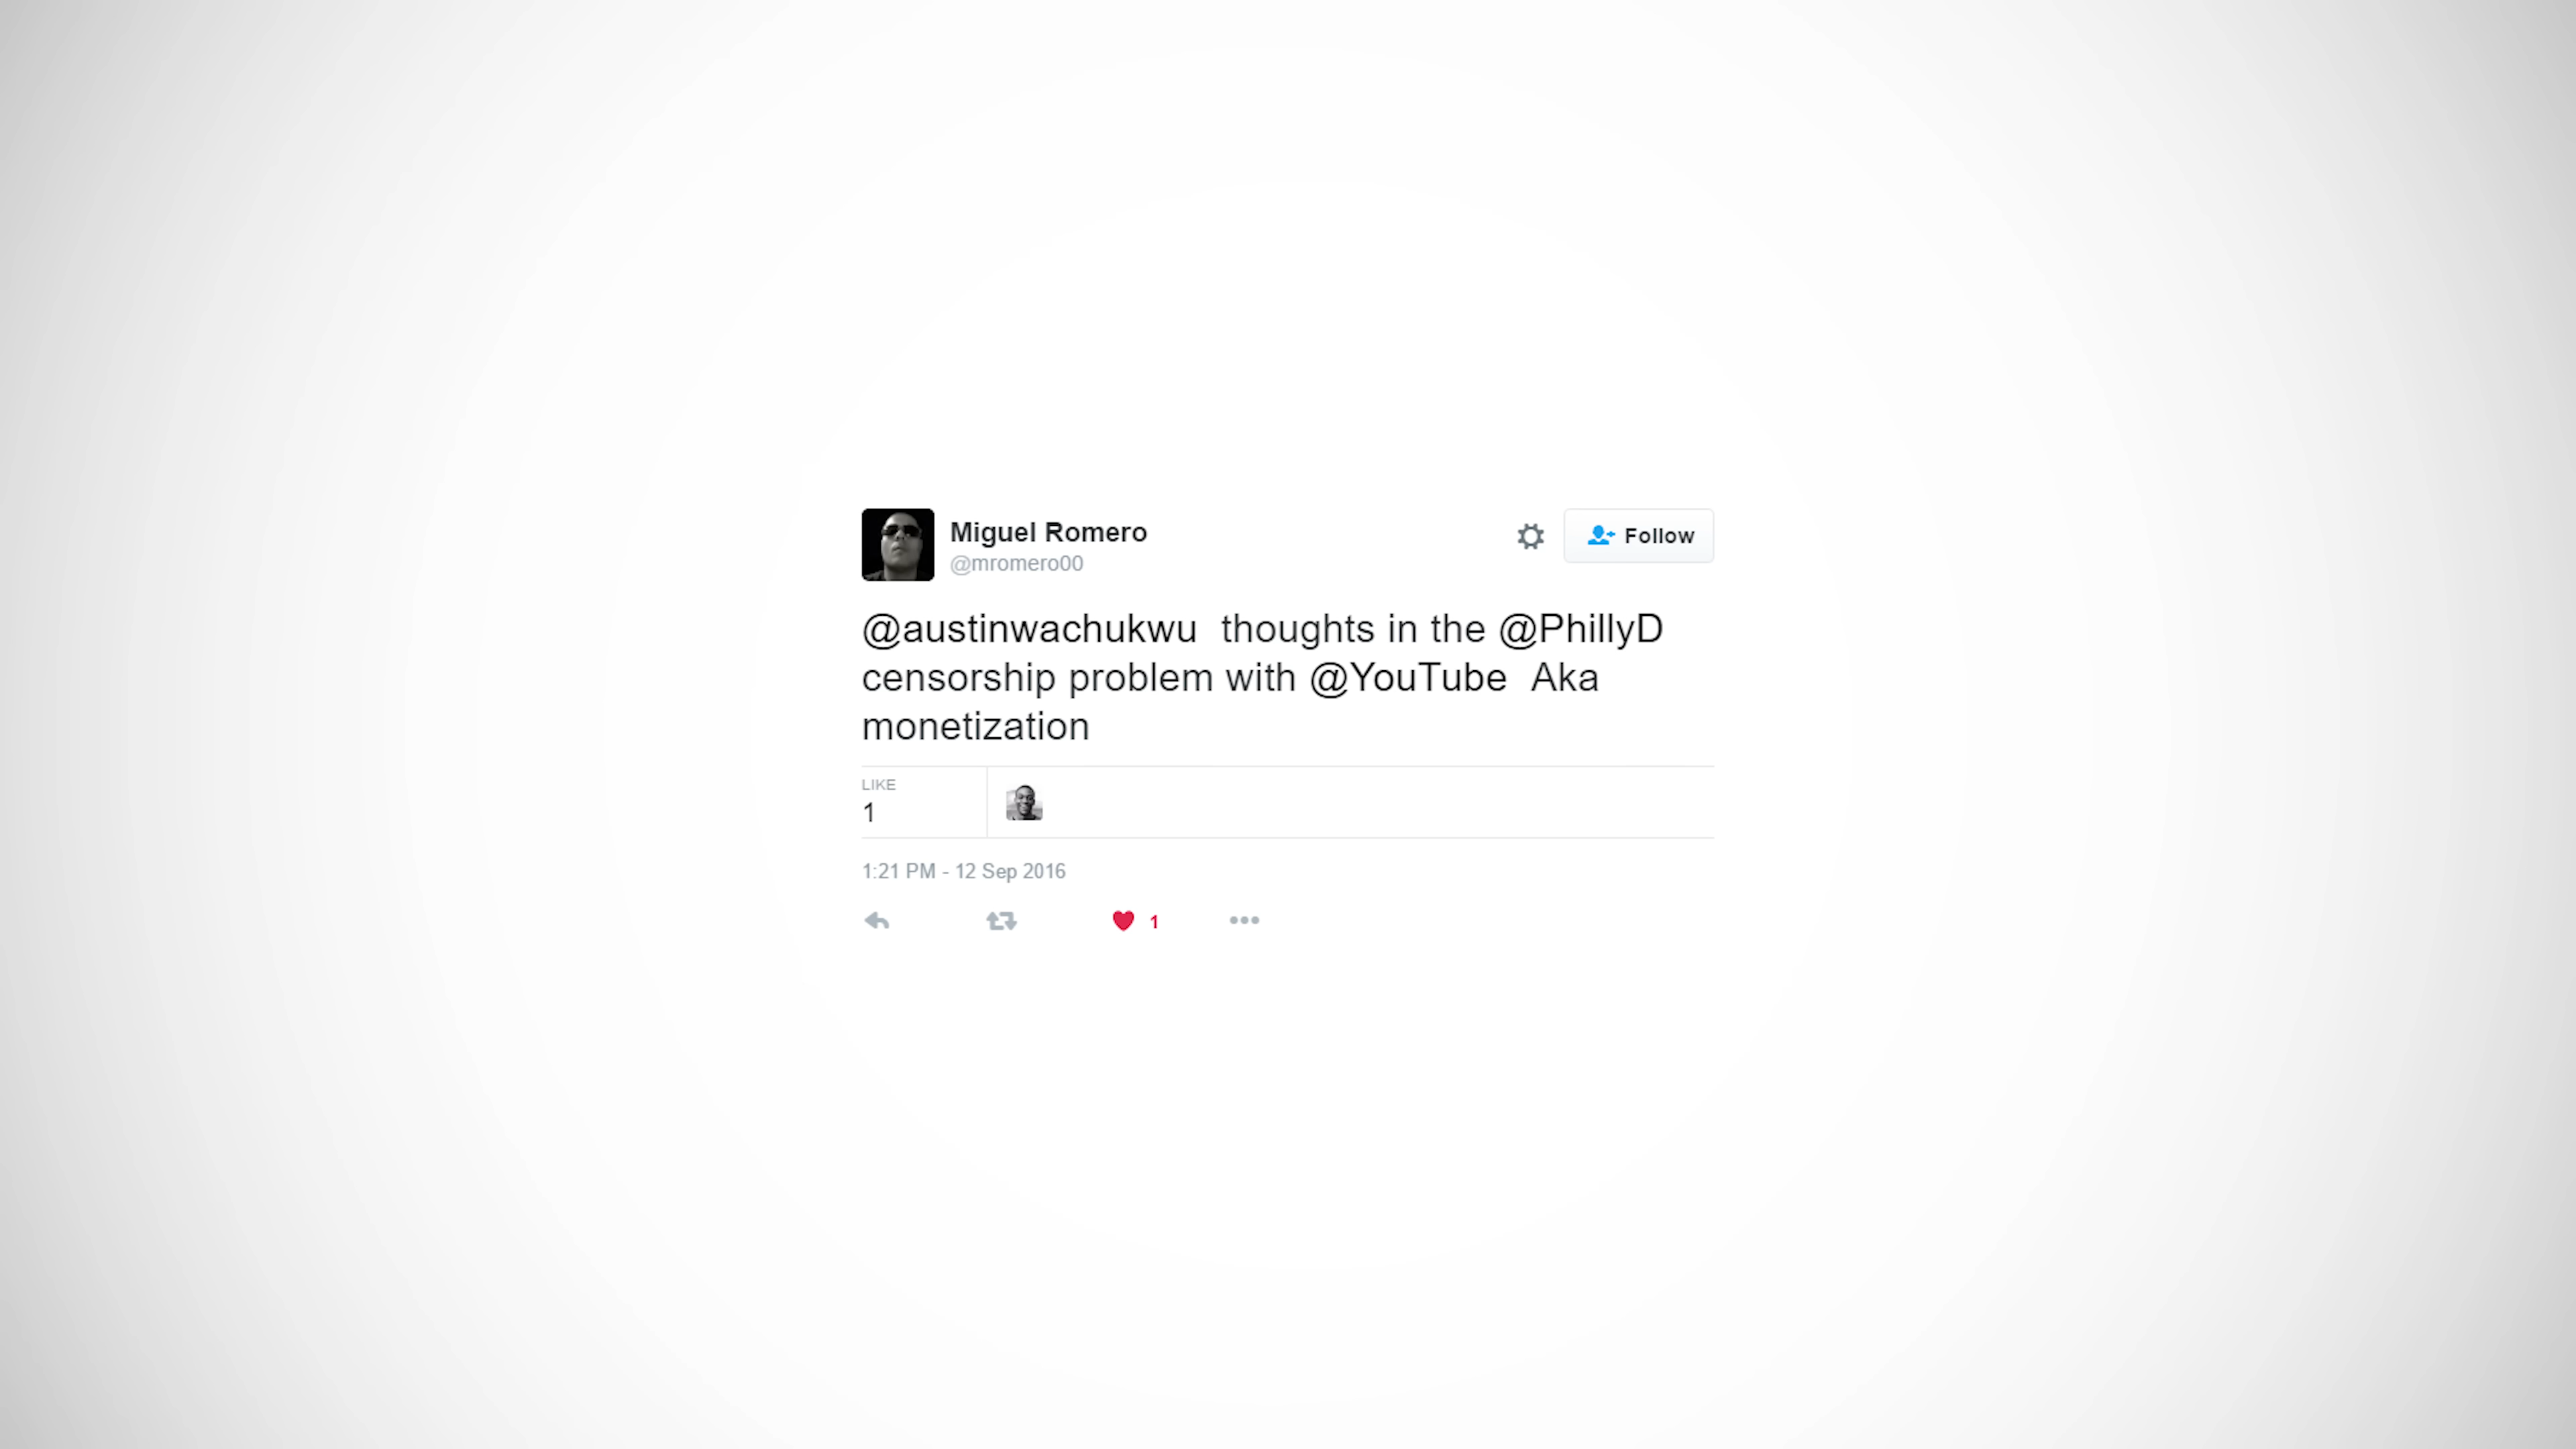 Miguel Romero
@mromero00
Follow
@austinwachukwu  thoughts in the @PhillyD
censorship problem with @YouTube  Aka
monetization
LIKE
1
1:21 PM - 12 Sep 2016
1